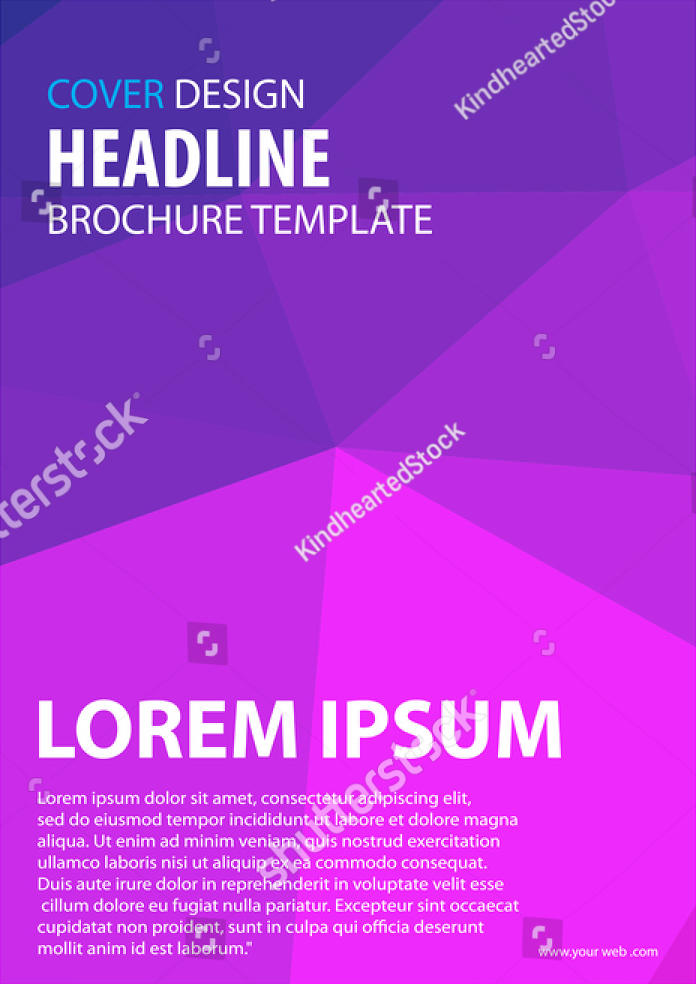 KindheartedStock
COVER DESIGN
HEADLINE
BROCHURE TEMPLATE
shutterstock
KindheartedStock
LOREM IPSUM
shutterstock
Lorem ipsum dolor sit amet, consectetur adipiscing elit,
sed do eiusmod tempor incididunt ut labore et dolore magna
aliqua. Ut enim ad minim veniam, quis nostrud exercitation
ullamco laboris nisi ut aliquip ex ea commodo consequat.
Duis aute irure dolor in reprehenderit in voluptate velit esse
cillum dolore eu fugiat nulla pariatur. Excepteur sint occaecat
cupidatat non proident, sunt in culpa qui officia deserunt
mollit anim id est laborum."
www.your web .com